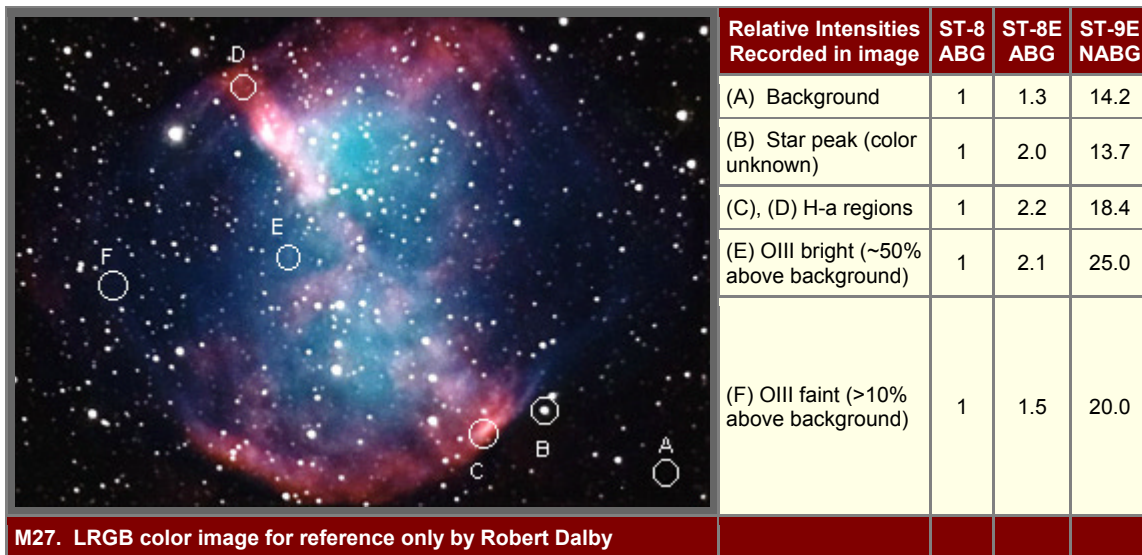 D
E
F
B
A
C
M27. LRGB color image for reference only by Robert Dalby
Relative Intensities
Recorded in image
ST-8
ABG
ST-8E
ABG
ST-9E
NABG
(A) Background
1
1.3
14.2
(B) Star peak (color
unknown)
1
2.0
13.7
(C), (D) H-a regions
1
2.2
18.4
(E) OIII bright (~50%
above background)
1
2.1
25.0
(F) OIII faint (>10%
above background)
1
1.5
20.0